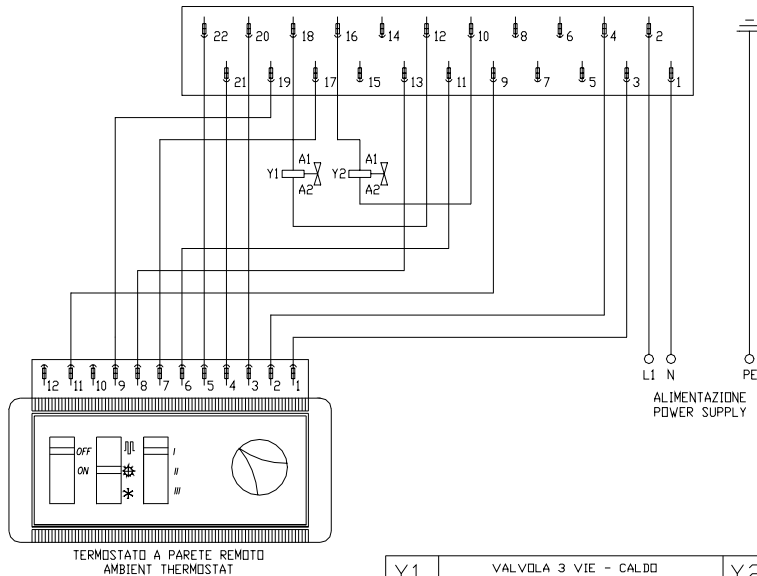 22 20 18 16 14 12 10 8 6 4 2
21 19 17 15 13 11 9 7 5 3 1
A1 A1
Y1 Y2
A2 A2
L1 N PE
ALIMENTAZIONE
POWER SUPPLY
12 11 10 9 8 7 6 5 4 3 2 1
OFF I
ON II
III
TERMOSTATO A PARETE REMOTO
AMBIENT THERMOSTAT
Y1 VALVOLA 3 VIE - CALDO Y2